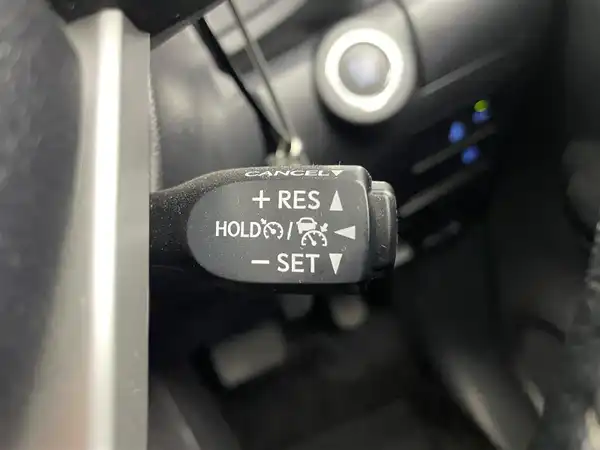 CANCEL▼
+ RES ▲
HOLD / ◀
− SET ▼